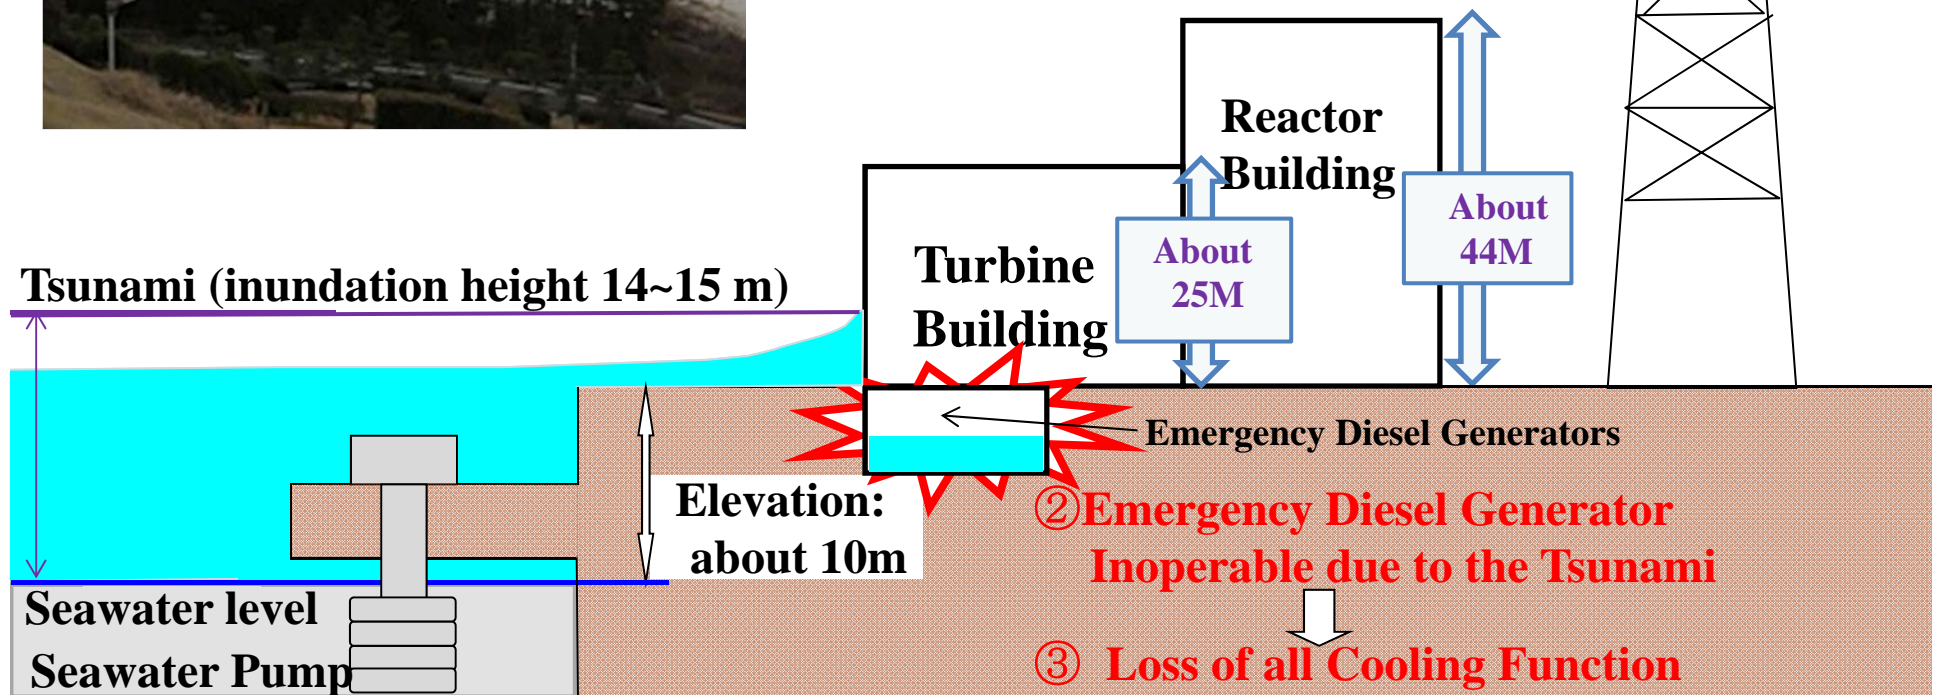 Reactor
Building
About
44M
About
25M
Turbine
Building
Tsunami (inundation height 14~15 m)
Emergency Diesel Generators
Elevation:
about 10m
②Emergency Diesel Generator
Inoperable due to the Tsunami
Seawater level
Seawater Pump
③ Loss of all Cooling Function